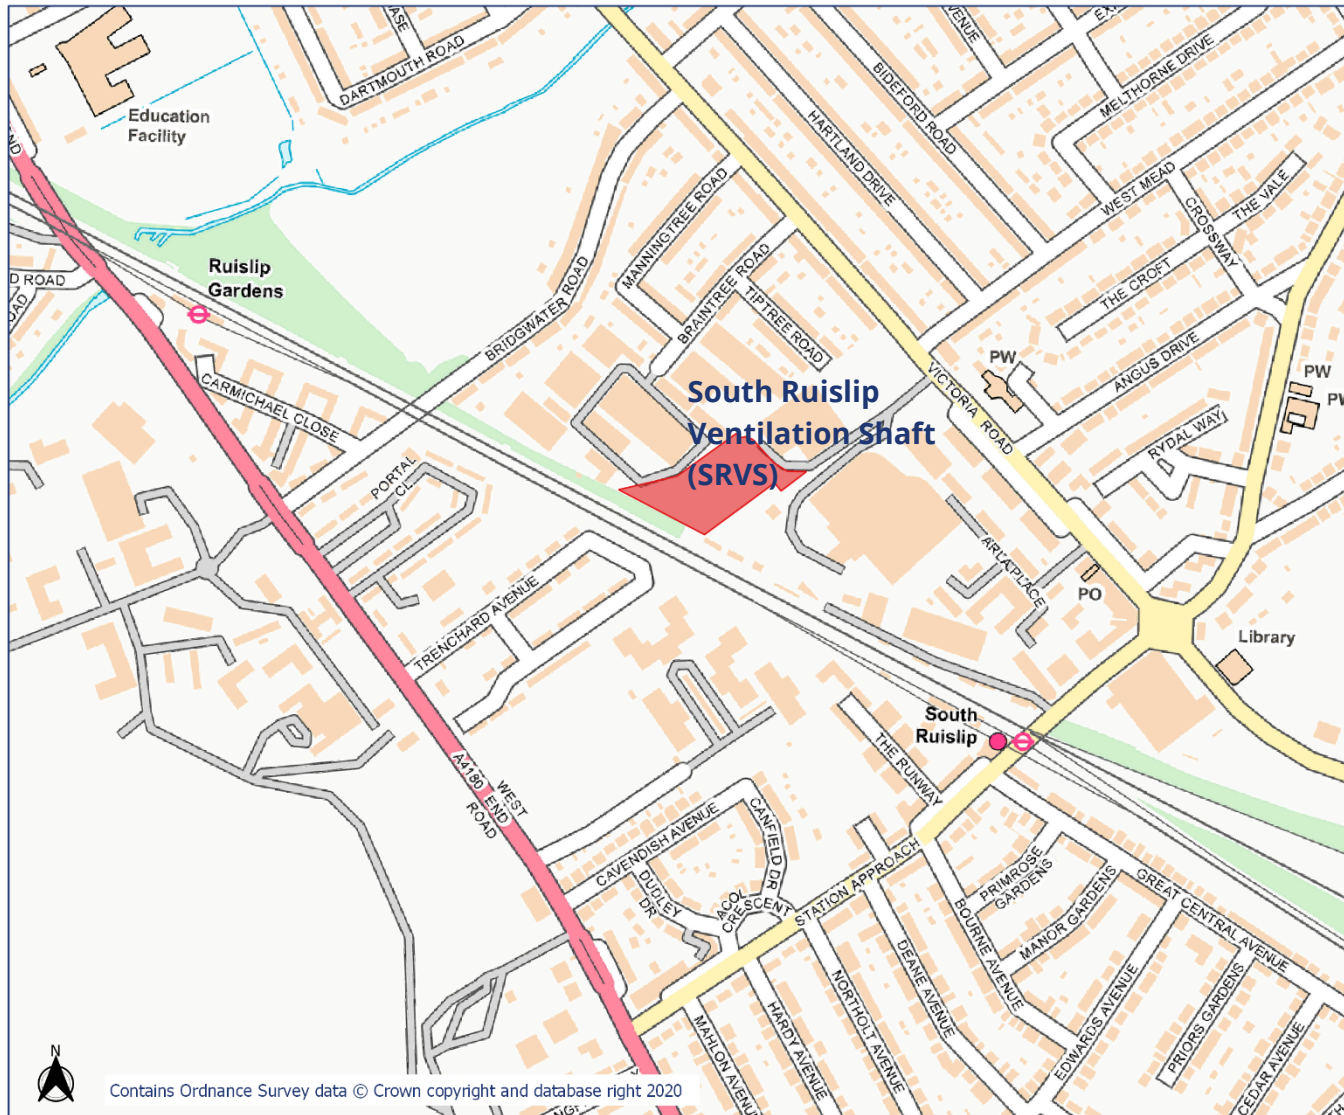 DARTMOUTH ROAD
Education
Facility
BIDEFORD ROAD
MELTHORNE DRIVE
HARTLAND DRIVE
WEST MEAD
THE VALE
CROSSWAY
THE CROFT
ANGUS DRIVE
MANNINGTREE ROAD
BRAINTREE ROAD
TIPTREE ROAD
BRIDGWATER ROAD
Ruislip
Gardens
D ROAD
CARMICHAEL CLOSE
VICTORIA ROAD
PW
PW
PW
RYDAL WAY
South Ruislip
Ventilation Shaft
(SRVS)
PORTAL
CL
ARLA PLACE
PO
Library
TRENCHARD AVENUE
South
Ruislip
THE RUNWAY
WEST
A4180 END
ROAD
CAVENDISH AVENUE
CANFIELD DR
DUDLEY
DR
ACOL
CRESCENT
STATION APPROACH
PRIMROSE
GARDENS
MANOR GARDENS
GREAT CENTRAL AVENUE
BOURNE AVENUE
DEANE AVENUE
NORTHOLT AVENUE
HARDY AVENUE
MAHLON AVENUE
EDWARDS AVENUE
PRIORS GARDENS
CEDAR AVENUE
N
Contains Ordnance Survey data © Crown copyright and database right 2020